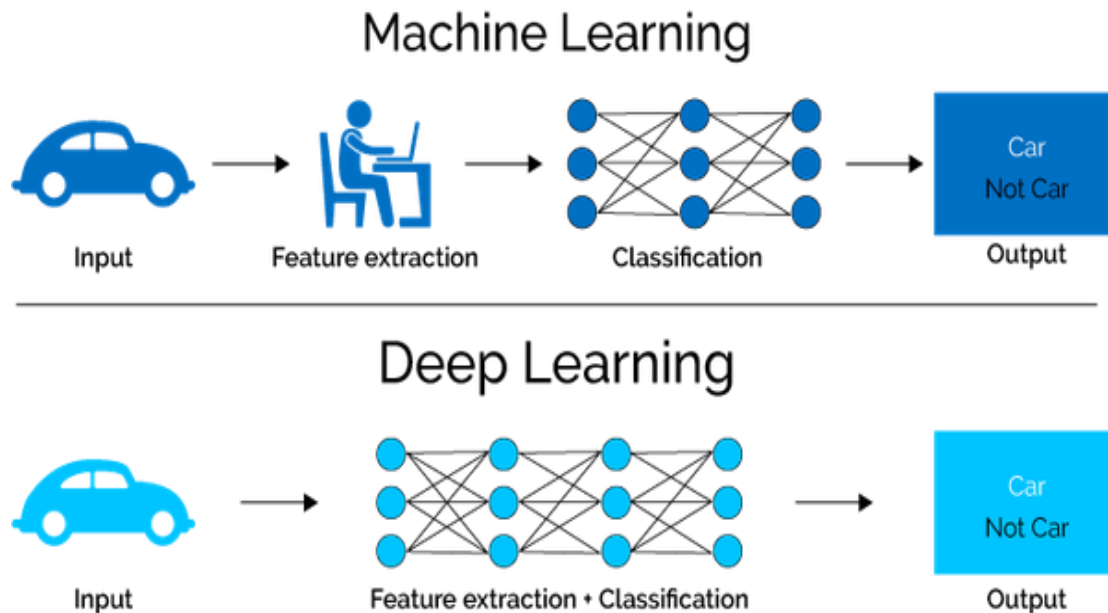 Machine Learning
Car
Not Car
Input
Feature extraction
Classification
Output
Deep Learning
Car
Not Car
Input
Feature extraction + Classification
Output